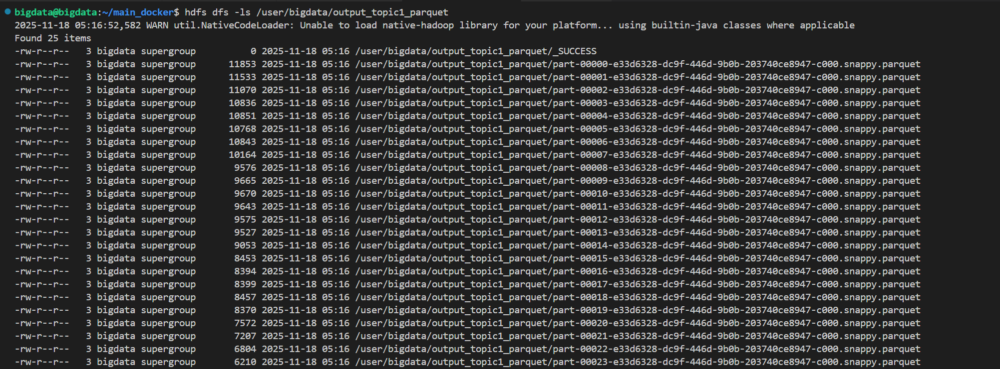 bigdata@bigdata:~/main_docker$ hdfs dfs -ls /user/bigdata/output_topic1_parquet
2025-11-18 05:16:52,582 WARN util.NativeCodeLoader: Unable to load native-hadoop library for your platform... using builtin-java classes where applicable
Found 25 items
-rw-r--r--   3 bigdata supergroup          0 2025-11-18 05:16 /user/bigdata/output_topic1_parquet/_SUCCESS
-rw-r--r--   3 bigdata supergroup      11853 2025-11-18 05:16 /user/bigdata/output_topic1_parquet/part-00000-e33d6328-dc9f-446d-9b0b-203740ce8947-c000.snappy.parquet
-rw-r--r--   3 bigdata supergroup      11533 2025-11-18 05:16 /user/bigdata/output_topic1_parquet/part-00001-e33d6328-dc9f-446d-9b0b-203740ce8947-c000.snappy.parquet
-rw-r--r--   3 bigdata supergroup      11070 2025-11-18 05:16 /user/bigdata/output_topic1_parquet/part-00002-e33d6328-dc9f-446d-9b0b-203740ce8947-c000.snappy.parquet
-rw-r--r--   3 bigdata supergroup      10836 2025-11-18 05:16 /user/bigdata/output_topic1_parquet/part-00003-e33d6328-dc9f-446d-9b0b-203740ce8947-c000.snappy.parquet
-rw-r--r--   3 bigdata supergroup      10851 2025-11-18 05:16 /user/bigdata/output_topic1_parquet/part-00004-e33d6328-dc9f-446d-9b0b-203740ce8947-c000.snappy.parquet
-rw-r--r--   3 bigdata supergroup      10768 2025-11-18 05:16 /user/bigdata/output_topic1_parquet/part-00005-e33d6328-dc9f-446d-9b0b-203740ce8947-c000.snappy.parquet
-rw-r--r--   3 bigdata supergroup      10843 2025-11-18 05:16 /user/bigdata/output_topic1_parquet/part-00006-e33d6328-dc9f-446d-9b0b-203740ce8947-c000.snappy.parquet
-rw-r--r--   3 bigdata supergroup      10164 2025-11-18 05:16 /user/bigdata/output_topic1_parquet/part-00007-e33d6328-dc9f-446d-9b0b-203740ce8947-c000.snappy.parquet
-rw-r--r--   3 bigdata supergroup       9576 2025-11-18 05:16 /user/bigdata/output_topic1_parquet/part-00008-e33d6328-dc9f-446d-9b0b-203740ce8947-c000.snappy.parquet
-rw-r--r--   3 bigdata supergroup       9665 2025-11-18 05:16 /user/bigdata/output_topic1_parquet/part-00009-e33d6328-dc9f-446d-9b0b-203740ce8947-c000.snappy.parquet
-rw-r--r--   3 bigdata supergroup       9670 2025-11-18 05:16 /user/bigdata/output_topic1_parquet/part-00010-e33d6328-dc9f-446d-9b0b-203740ce8947-c000.snappy.parquet
-rw-r--r--   3 bigdata supergroup       9643 2025-11-18 05:16 /user/bigdata/output_topic1_parquet/part-00011-e33d6328-dc9f-446d-9b0b-203740ce8947-c000.snappy.parquet
-rw-r--r--   3 bigdata supergroup       9575 2025-11-18 05:16 /user/bigdata/output_topic1_parquet/part-00012-e33d6328-dc9f-446d-9b0b-203740ce8947-c000.snappy.parquet
-rw-r--r--   3 bigdata supergroup       9527 2025-11-18 05:16 /user/bigdata/output_topic1_parquet/part-00013-e33d6328-dc9f-446d-9b0b-203740ce8947-c000.snappy.parquet
-rw-r--r--   3 bigdata supergroup       9053 2025-11-18 05:16 /user/bigdata/output_topic1_parquet/part-00014-e33d6328-dc9f-446d-9b0b-203740ce8947-c000.snappy.parquet
-rw-r--r--   3 bigdata supergroup       8453 2025-11-18 05:16 /user/bigdata/output_topic1_parquet/part-00015-e33d6328-dc9f-446d-9b0b-203740ce8947-c000.snappy.parquet
-rw-r--r--   3 bigdata supergroup       8394 2025-11-18 05:16 /user/bigdata/output_topic1_parquet/part-00016-e33d6328-dc9f-446d-9b0b-203740ce8947-c000.snappy.parquet
-rw-r--r--   3 bigdata supergroup       8399 2025-11-18 05:16 /user/bigdata/output_topic1_parquet/part-00017-e33d6328-dc9f-446d-9b0b-203740ce8947-c000.snappy.parquet
-rw-r--r--   3 bigdata supergroup       8457 2025-11-18 05:16 /user/bigdata/output_topic1_parquet/part-00018-e33d6328-dc9f-446d-9b0b-203740ce8947-c000.snappy.parquet
-rw-r--r--   3 bigdata supergroup       8370 2025-11-18 05:16 /user/bigdata/output_topic1_parquet/part-00019-e33d6328-dc9f-446d-9b0b-203740ce8947-c000.snappy.parquet
-rw-r--r--   3 bigdata supergroup       7572 2025-11-18 05:16 /user/bigdata/output_topic1_parquet/part-00020-e33d6328-dc9f-446d-9b0b-203740ce8947-c000.snappy.parquet
-rw-r--r--   3 bigdata supergroup       7207 2025-11-18 05:16 /user/bigdata/output_topic1_parquet/part-00021-e33d6328-dc9f-446d-9b0b-203740ce8947-c000.snappy.parquet
-rw-r--r--   3 bigdata supergroup       6804 2025-11-18 05:16 /user/bigdata/output_topic1_parquet/part-00022-e33d6328-dc9f-446d-9b0b-203740ce8947-c000.snappy.parquet
-rw-r--r--   3 bigdata supergroup       6210 2025-11-18 05:16 /user/bigdata/output_topic1_parquet/part-00023-e33d6328-dc9f-446d-9b0b-203740ce8947-c000.snappy.parquet